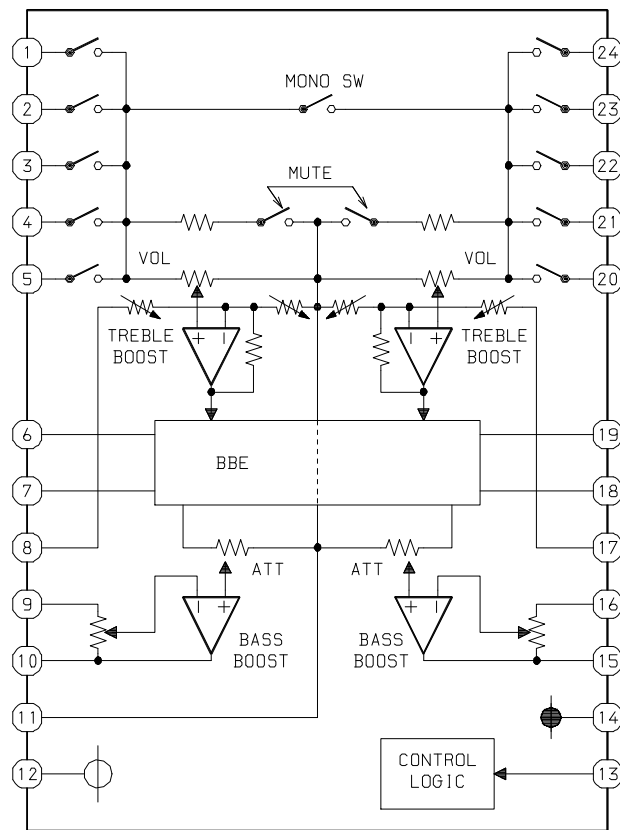 1
24
MONO SW
2
23
3
22
MUTE
4
21
VOL
VOL
5
20
TREBLE
BOOST
+ −
− +
TREBLE
BOOST
6
19
BBE
7
18
8
17
ATT
ATT
9
16
− +
+ −
BASS
BOOST
BASS
BOOST
10
15
11
14
CONTROL
LOGIC
12
13